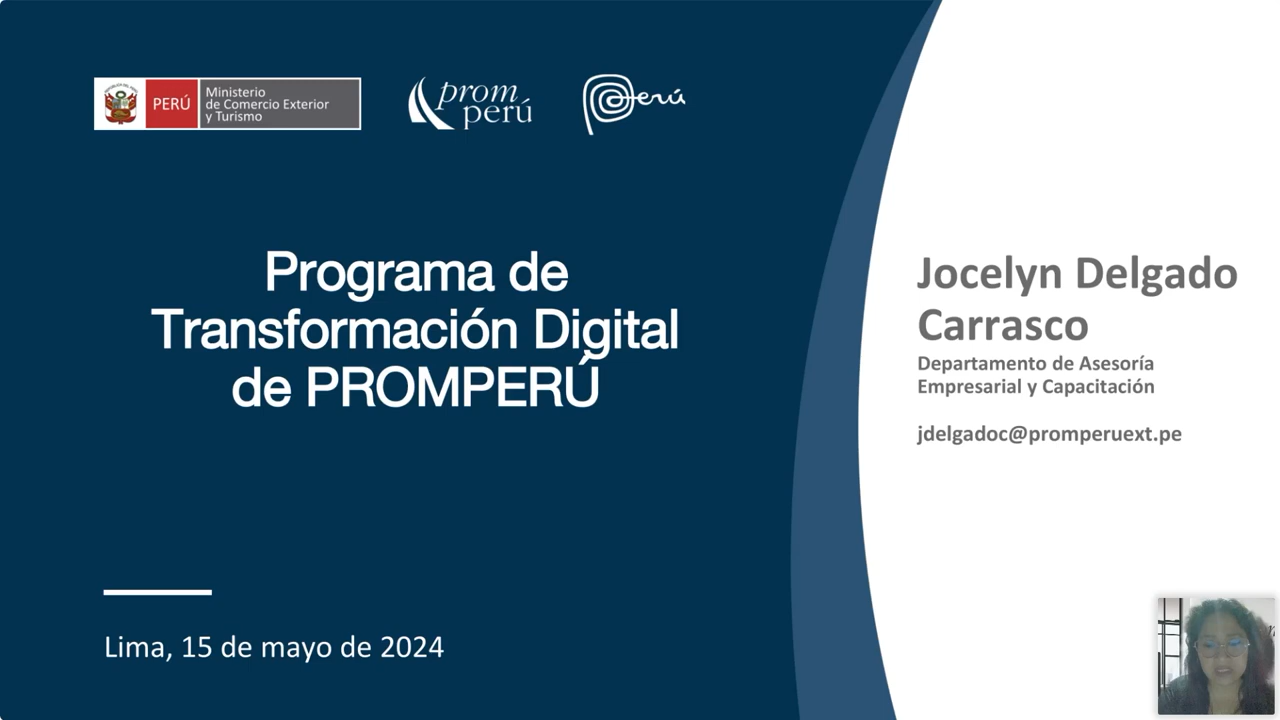 PERÚ
Ministerio
de Comercio Exterior
y Turismo
prom
perú
Perú
Programa de
Transformación Digital
de PROMPERÚ
Jocelyn Delgado
Carrasco
Departamento de Asesoría
Empresarial y Capacitación
jdelgadoc@promperuext.pe
Lima, 15 de mayo de 2024